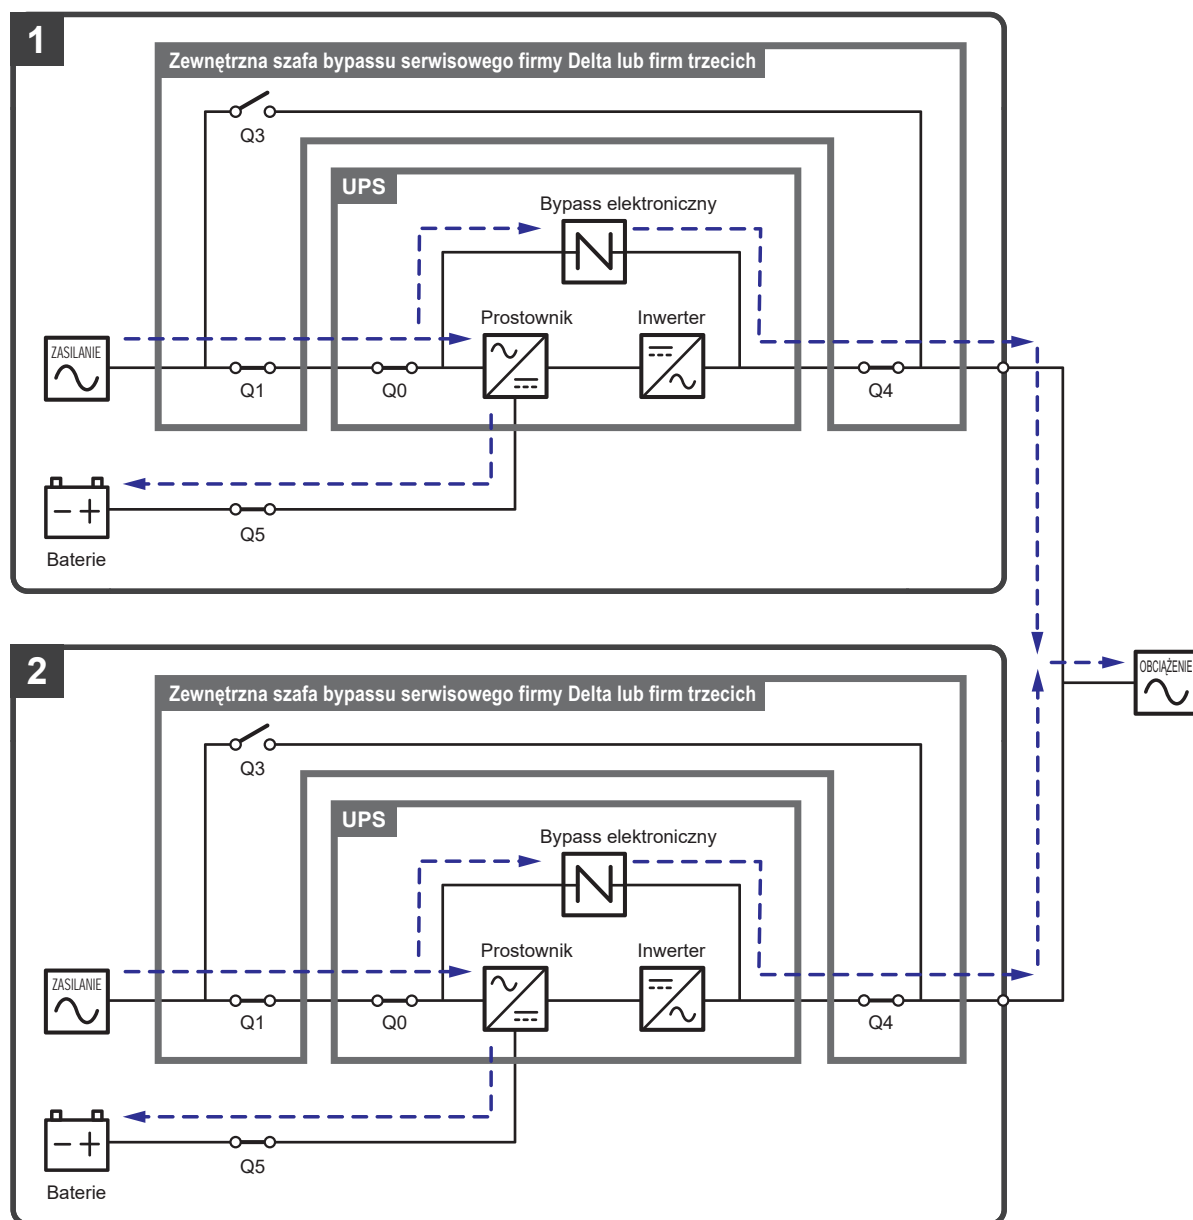 1
Zewnętrzna szafa bypassu serwisowego firmy Delta lub firm trzecich
Q3
UPS
Bypass elektroniczny
Prostownik
Inwerter
ZASILANIE
Q1
Q0
Q4
Q5
Baterie
2
Zewnętrzna szafa bypassu serwisowego firmy Delta lub firm trzecich
OBCIĄŻENIE
Q3
UPS
Bypass elektroniczny
Prostownik
Inwerter
ZASILANIE
Q1
Q0
Q4
Q5
Baterie